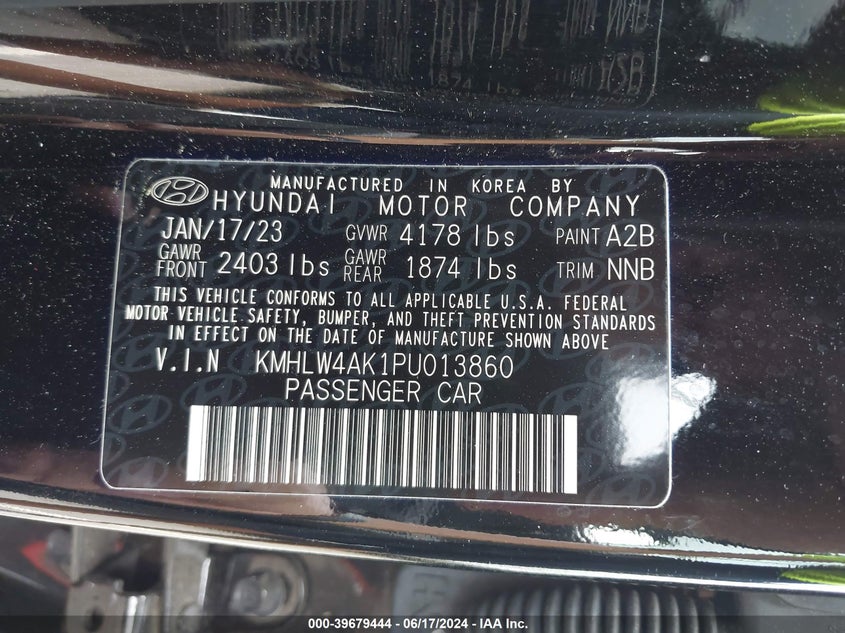 MANUFACTURED IN KOREA BY
HYUNDAI MOTOR COMPANY
JAN/17/23 GVWR 4178 lbs PAINT A2B
GAWR FRONT 2403 lbs GAWR REAR 1874 lbs TRIM NNB
THIS VEHICLE CONFORMS TO ALL APPLICABLE U.S.A. FEDERAL
MOTOR VEHICLE SAFETY, BUMPER, AND THEFT PREVENTION STANDARDS
IN EFFECT ON THE DATE OF MANUFACTURE SHOWN ABOVE
V.I.N KMHLW4AK1PU013860
PASSENGER CAR
000-39679444 - 06/17/2024 - IAA Inc.